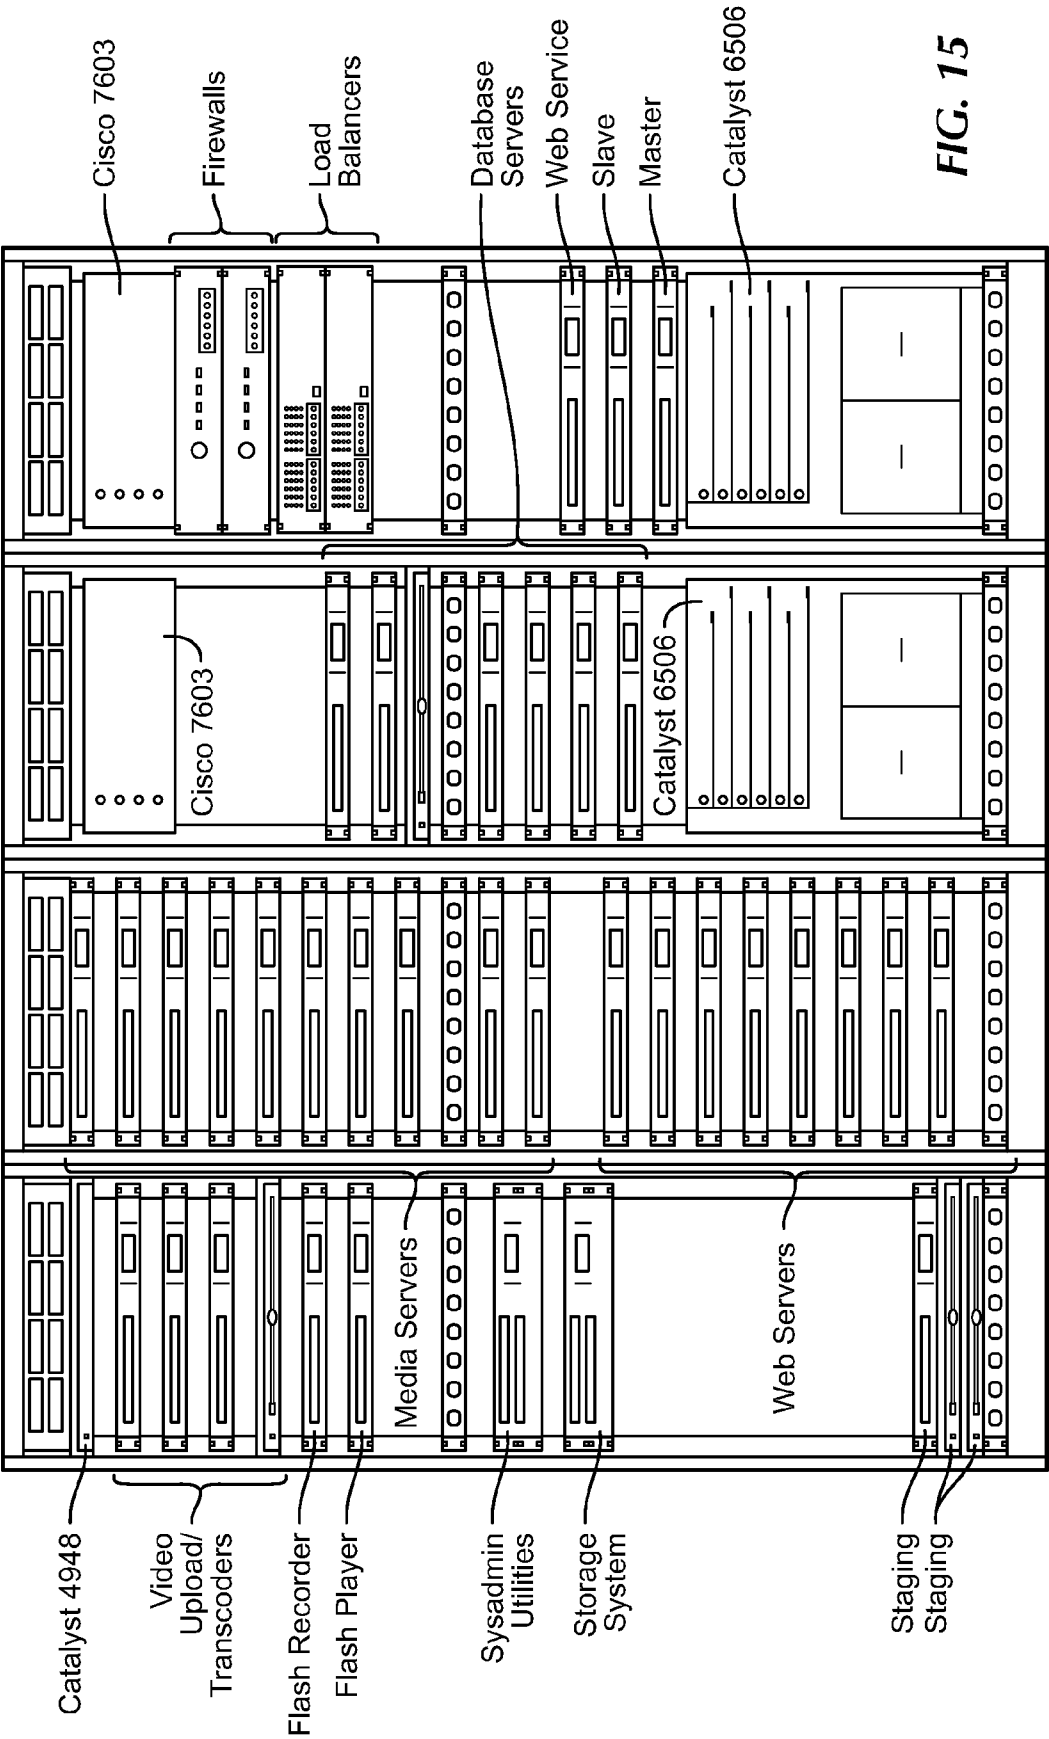 Catalyst 4948
Video
Upload/
Transcoders
Flash Recorder
Flash Player
Sysadmin
Utilities
Storage
System
Staging
Staging
Media Servers
Web Servers
Cisco 7603
Catalyst 6506
Cisco 7603
Firewalls
Load
Balancers
Database
Servers
Web Service
Slave
Master
Catalyst 6506
FIG. 15